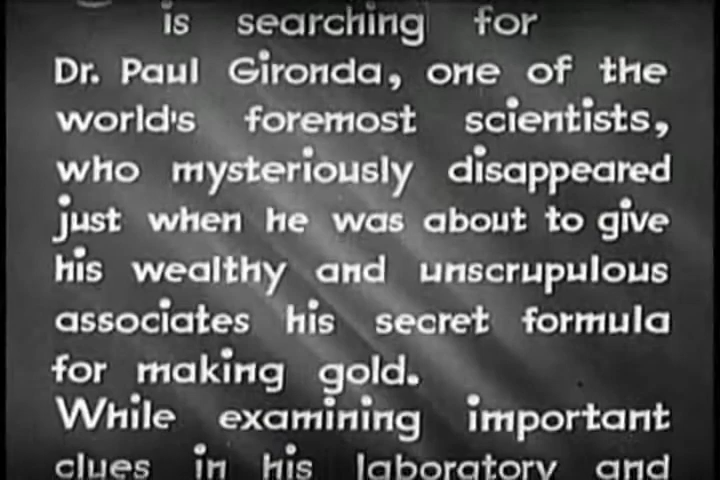 is searching for
Dr. Paul Gironda, one of the
world's foremost scientists,
who mysteriously disappeared
just when he was about to give
his wealthy and unscrupulous
associates his secret formula
for making gold.
While examining important
clues in his laboratory and